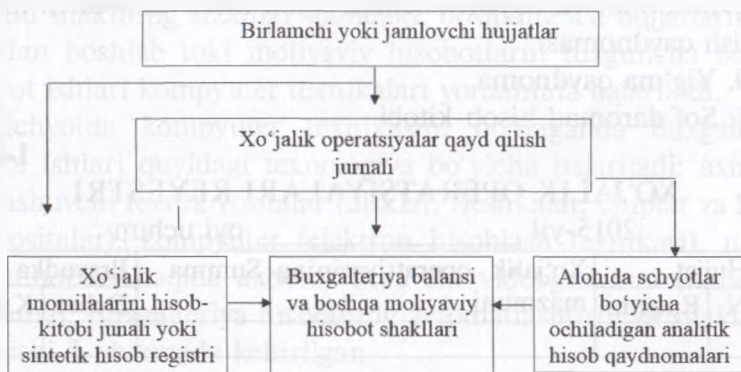 Birlamchi yoki jamlovchi hujjatlar
Xo‘jalik operatsiyalar qayd qilish
jurnali
Xo‘jalik
nomilalarni hisob-
kitobi junali yoki
sintetik hisob registri
Buxgalteriya balansi
va boshqa moliyaviy
hisobot shakllari
Alohida schyotlar
bo‘yicha
ochiladigan analitik
hisob qaydnomalari